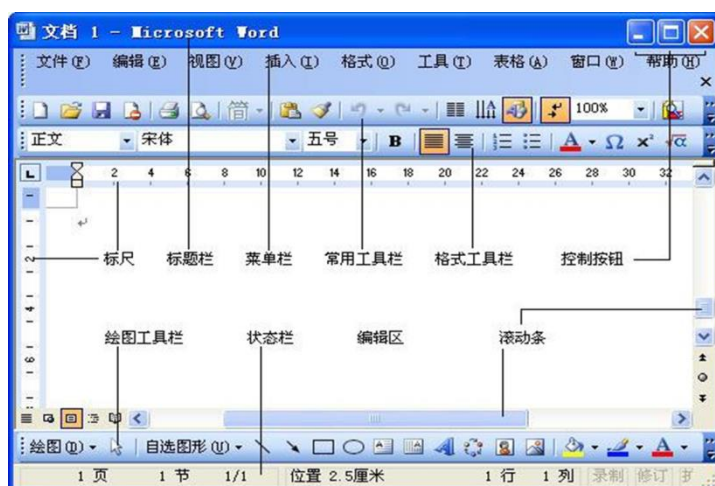 文档 1 - Microsoft Word
文件(F) 编辑(E) 视图(V) 插入(I) 格式(O) 工具(T) 表格(A) 窗口(W) 帮助(H)
100%
正文 宋体 五号 B A Ω x² √α
L 2 4 6 8 10 12 14 16 18 20 22 24 26 28 30 32
2
标尺 标题栏 菜单栏 常用工具栏 格式工具栏 控制按钮
4
绘图工具栏 状态栏 编辑区 滚动条
6
绘图(D) 自选图形(U) A
1 页 1 节 1/1 位置 2.5厘米 1 行 1 列 录制 修订